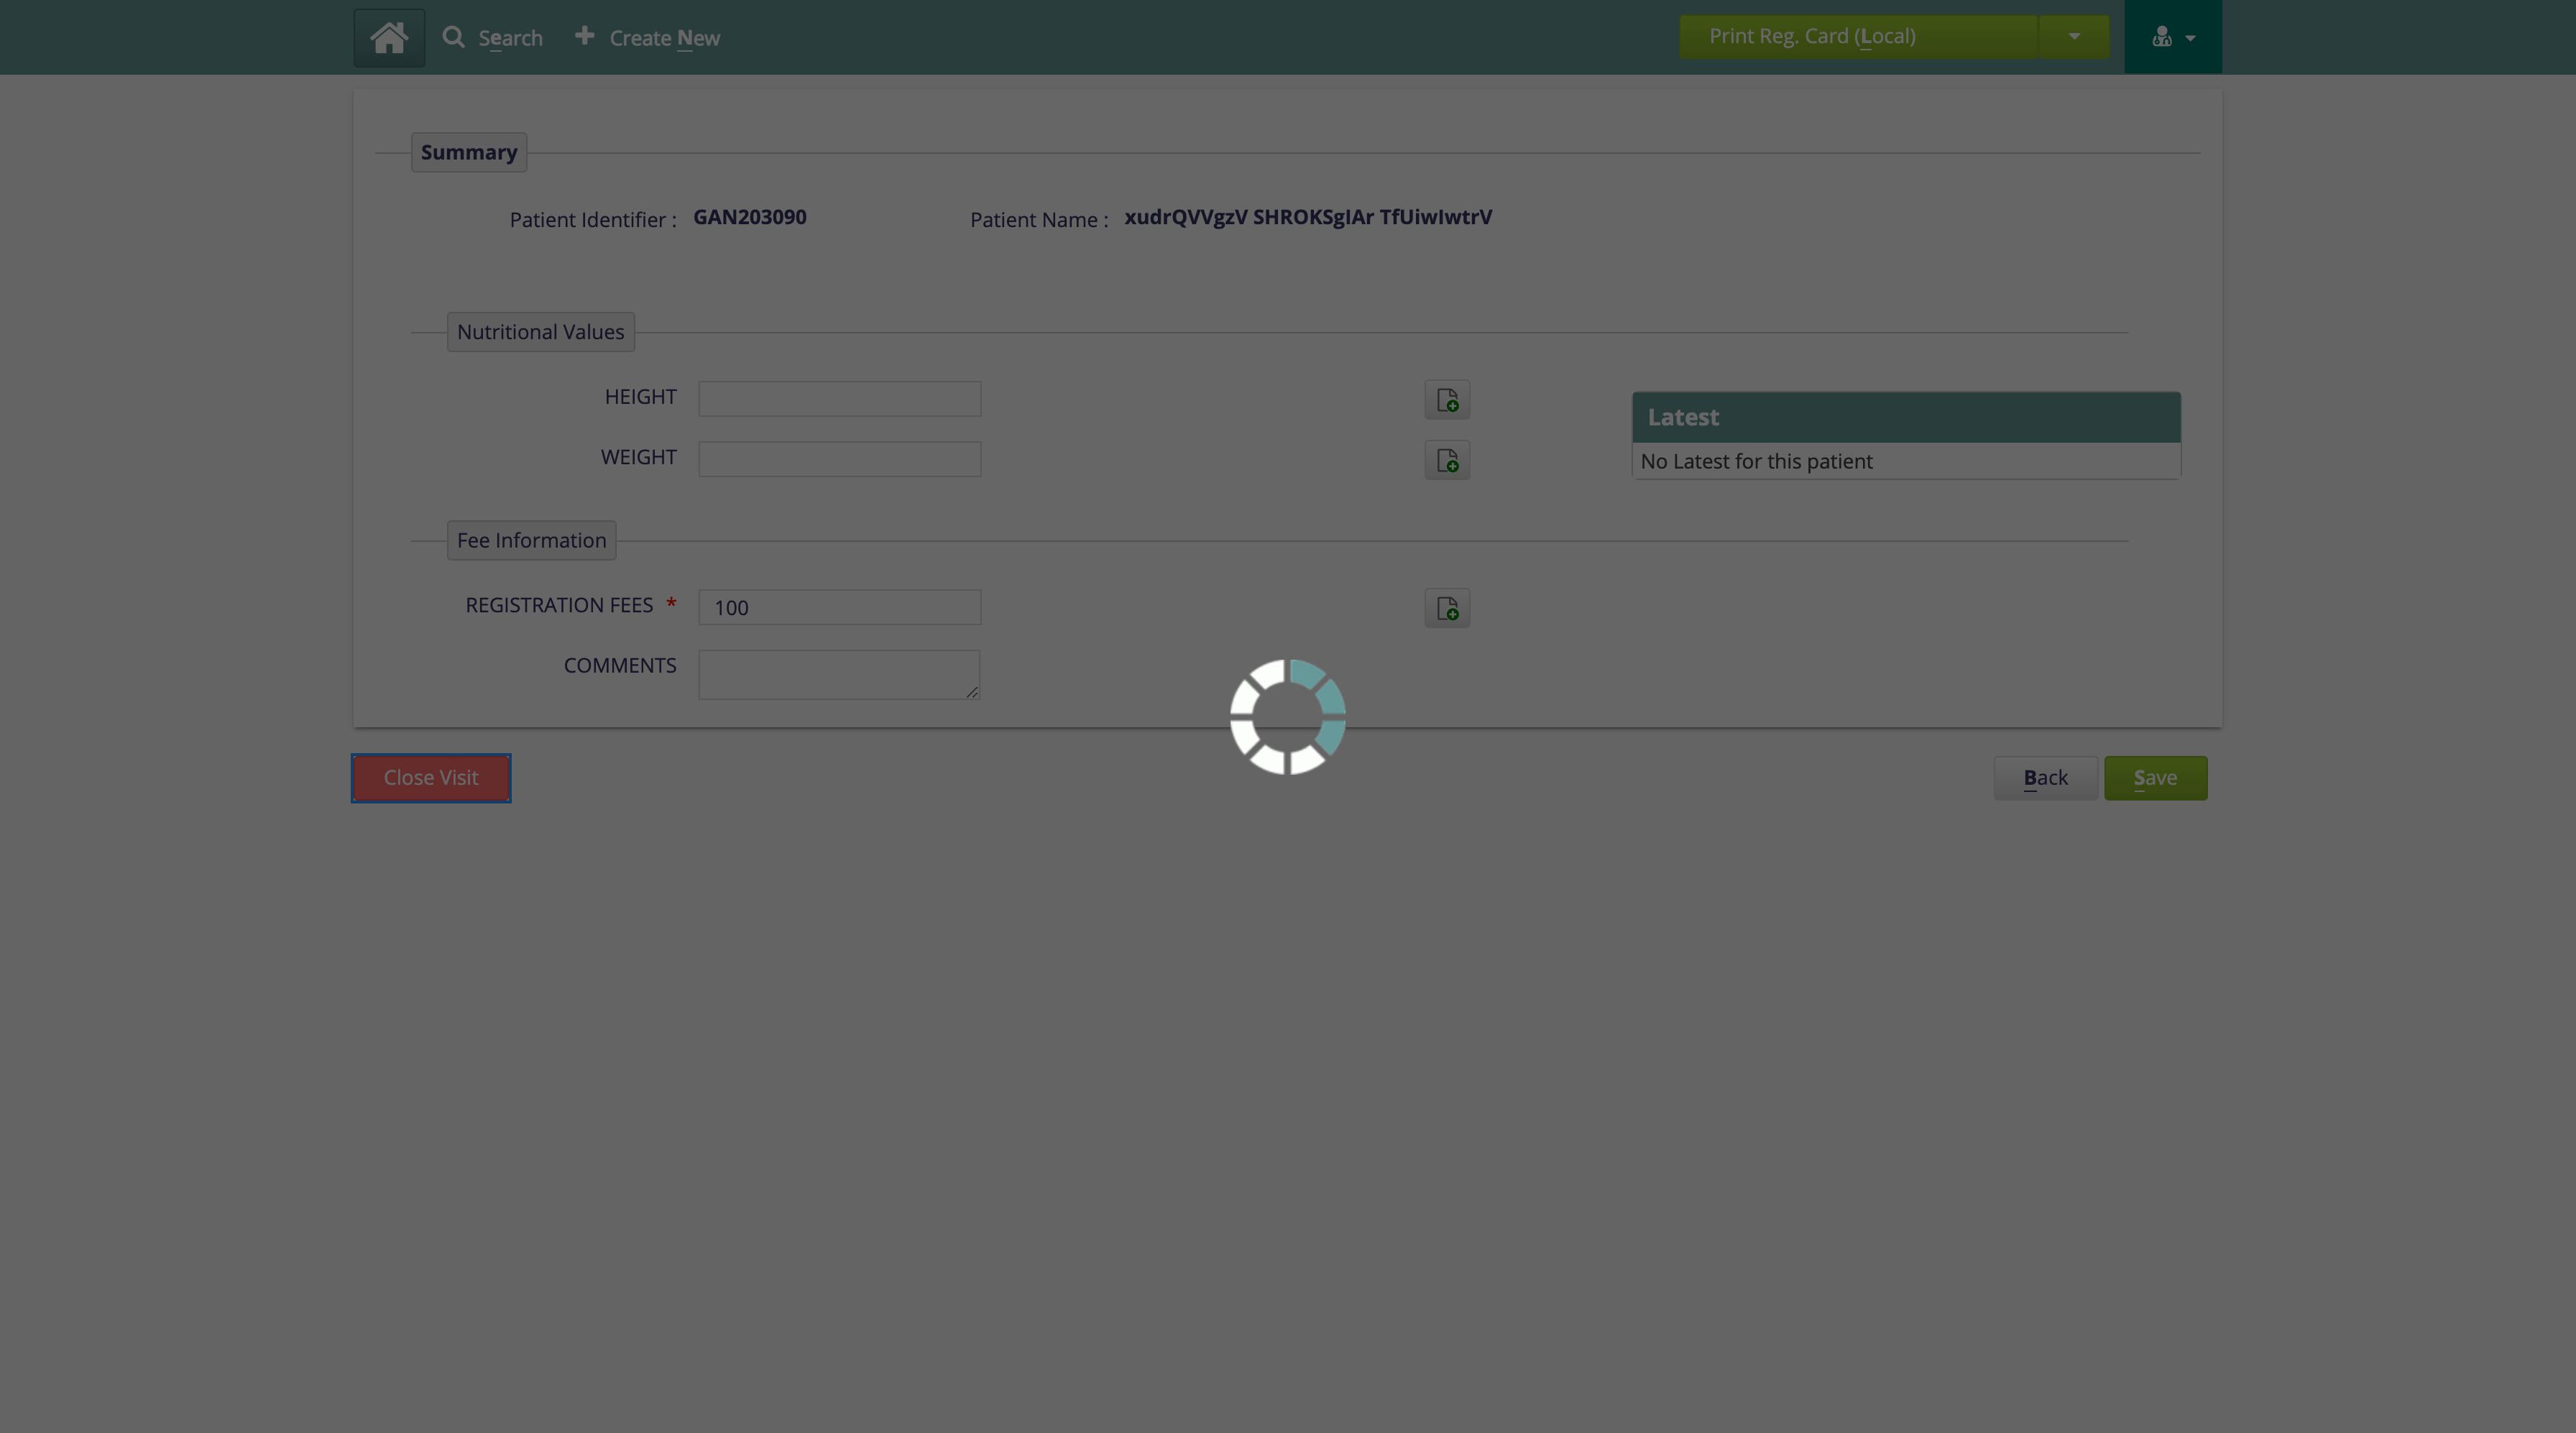 Search
Create New
Print Reg. Card (Local)
Summary
Patient Identifier : GAN203090
Patient Name : xudrQVVgzV SHROKSgIAr TfUiwIwtrV
Nutritional Values
HEIGHT
WEIGHT
Latest
No Latest for this patient
Fee Information
REGISTRATION FEES * 100
COMMENTS
Close Visit
Back
Save